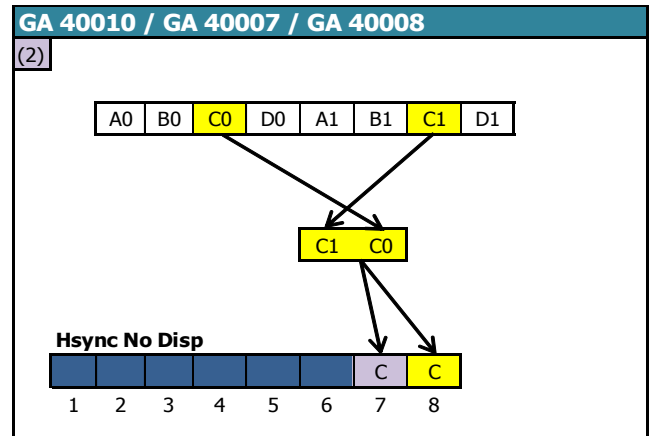 GA 40010 / GA 40007 / GA 40008
(2)
A0 B0 C0 D0 A1 B1 C1 D1
C1 C0
Hsync No Disp
C C
1 2 3 4 5 6 7 8